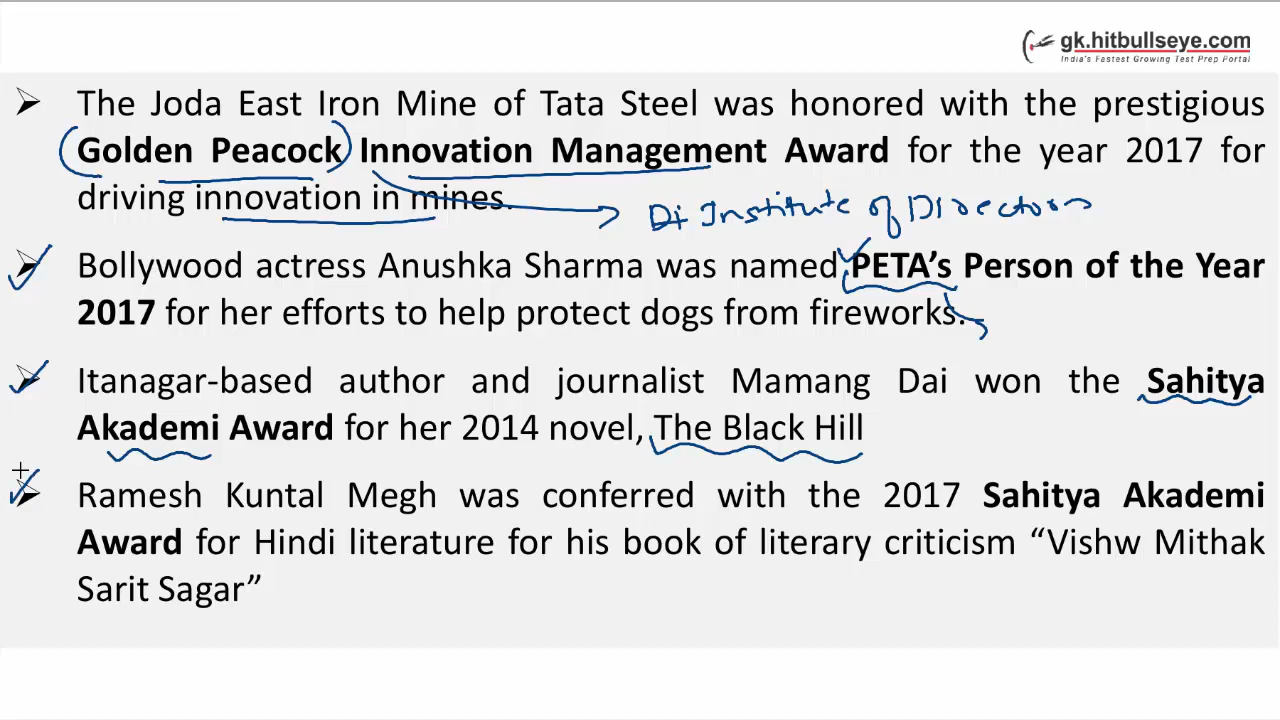 gk.hitbullseye.com
India's Fastest Growing Test Prep Portal
The Joda East Iron Mine of Tata Steel was honored with the prestigious
Golden Peacock Innovation Management Award for the year 2017 for
driving innovation in mines.
Di Institute of Directors
Bollywood actress Anushka Sharma was named PETA's Person of the Year
2017 for her efforts to help protect dogs from fireworks.
Itanagar-based author and journalist Mamang Dai won the Sahitya
Akademi Award for her 2014 novel, The Black Hill
Ramesh Kuntal Megh was conferred with the 2017 Sahitya Akademi
Award for Hindi literature for his book of literary criticism “Vishw Mithak
Sarit Sagar”